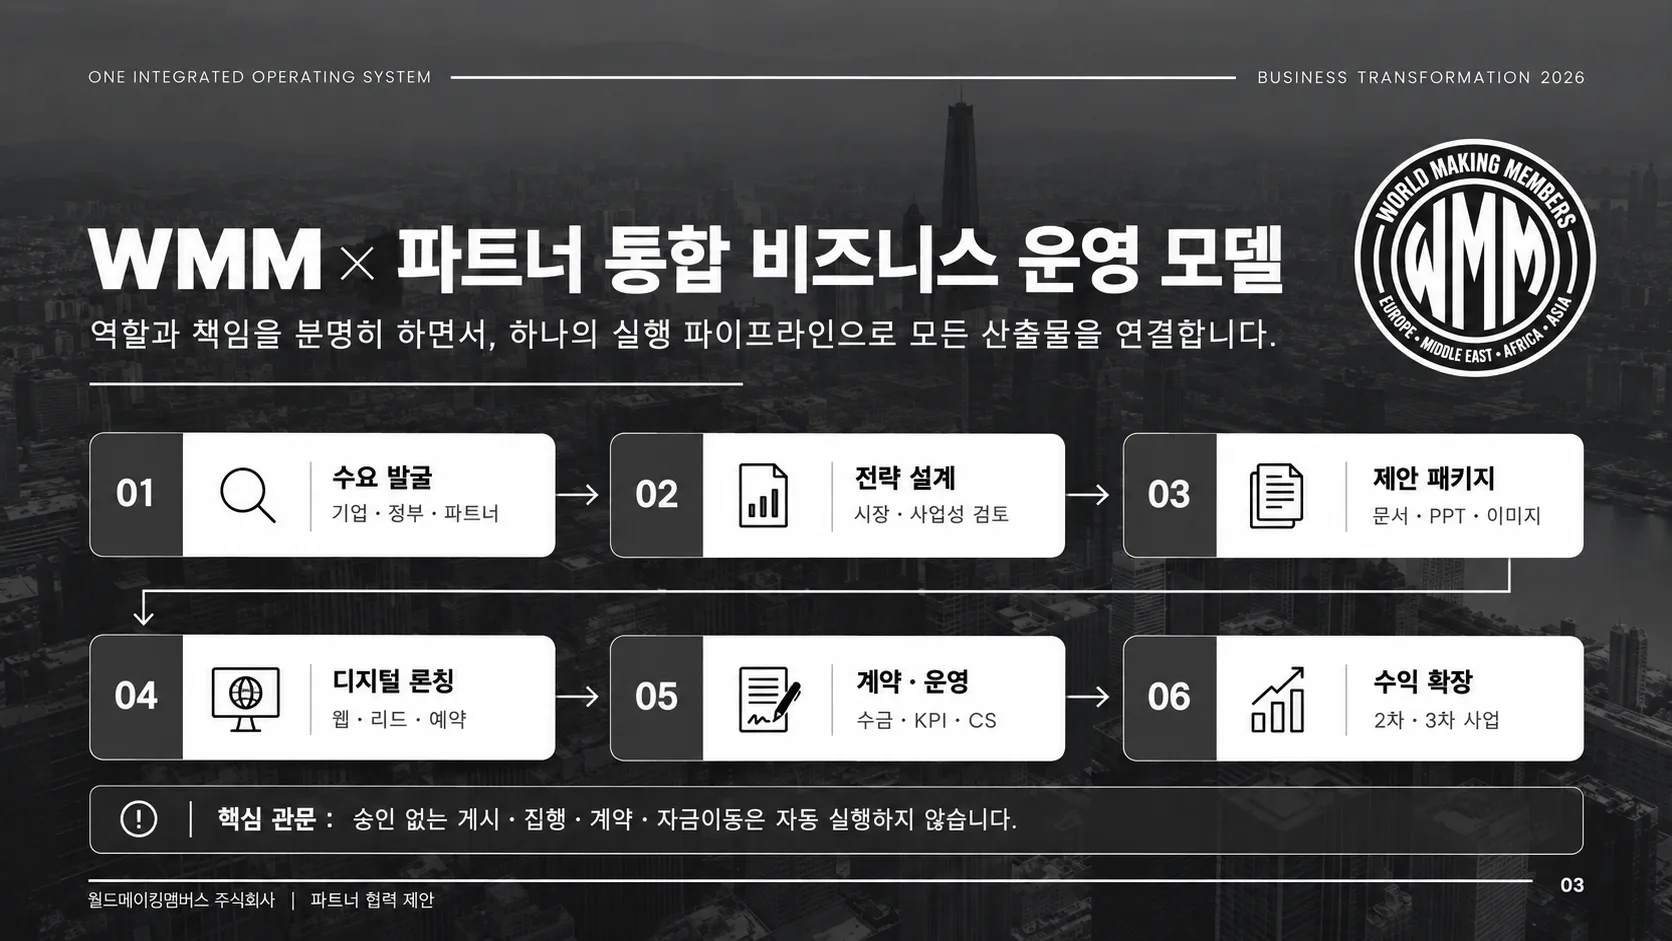 ONE INTEGRATED OPERATING SYSTEM
BUSINESS TRANSFORMATION 2026
WORLD MAKING MEMBERS
WMM
EUROPE • MIDDLE EAST • AFRICA • ASIA
WMM × 파트너 통합 비즈니스 운영 모델
역할과 책임을 분명히 하면서, 하나의 실행 파이프라인으로 모든 산출물을 연결합니다.
01
수요 발굴
기업 · 정부 · 파트너
02
전략 설계
시장 · 사업성 검토
03
제안 패키지
문서 · PPT · 이미지
04
디지털 론칭
웹 · 리드 · 예약
05
계약 · 운영
수금 · KPI · CS
06
수익 확장
2차 · 3차 사업
핵심 관문 : 숭인 없는 게시 · 집행 · 계약 · 자금이동은 자동 실행하지 않습니다.
월드메이킹맴버스 주식회사 | 파트너 협력 제안
03